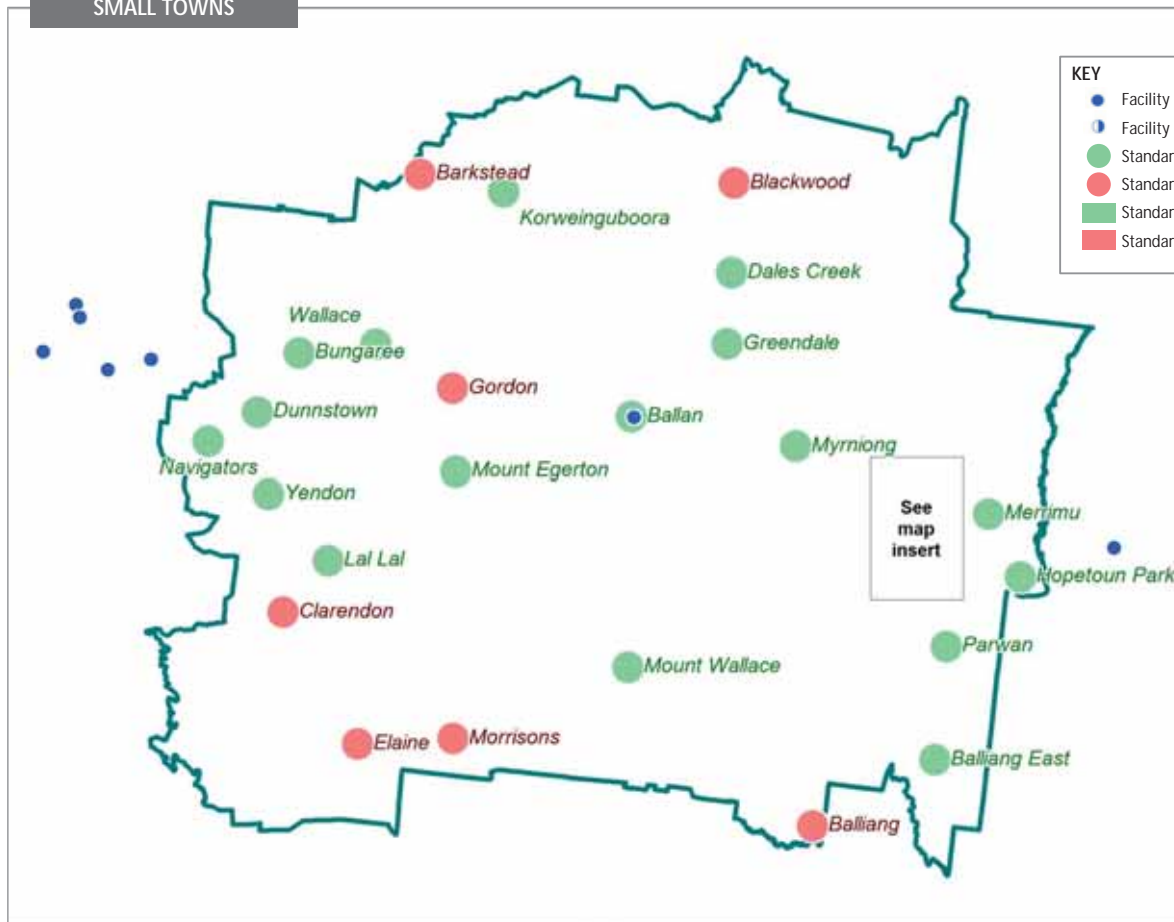 SMALL TOWNS
KEY
Facility
Facility
Standar
Standar
Standar
Standar
Barkstead
Blackwood
Korweinguboora
Dales Creek
Wallace
Bungaree
Greendale
Gordon
Dunnstown
Ballan
Myrniong
Navigators
Mount Egerton
Yendon
See
map
insert
Merrimu
Lal Lal
Hopetoun Park
Clarendon
Parwan
Mount Wallace
Elaine
Morrisons
Balliang East
Balliang